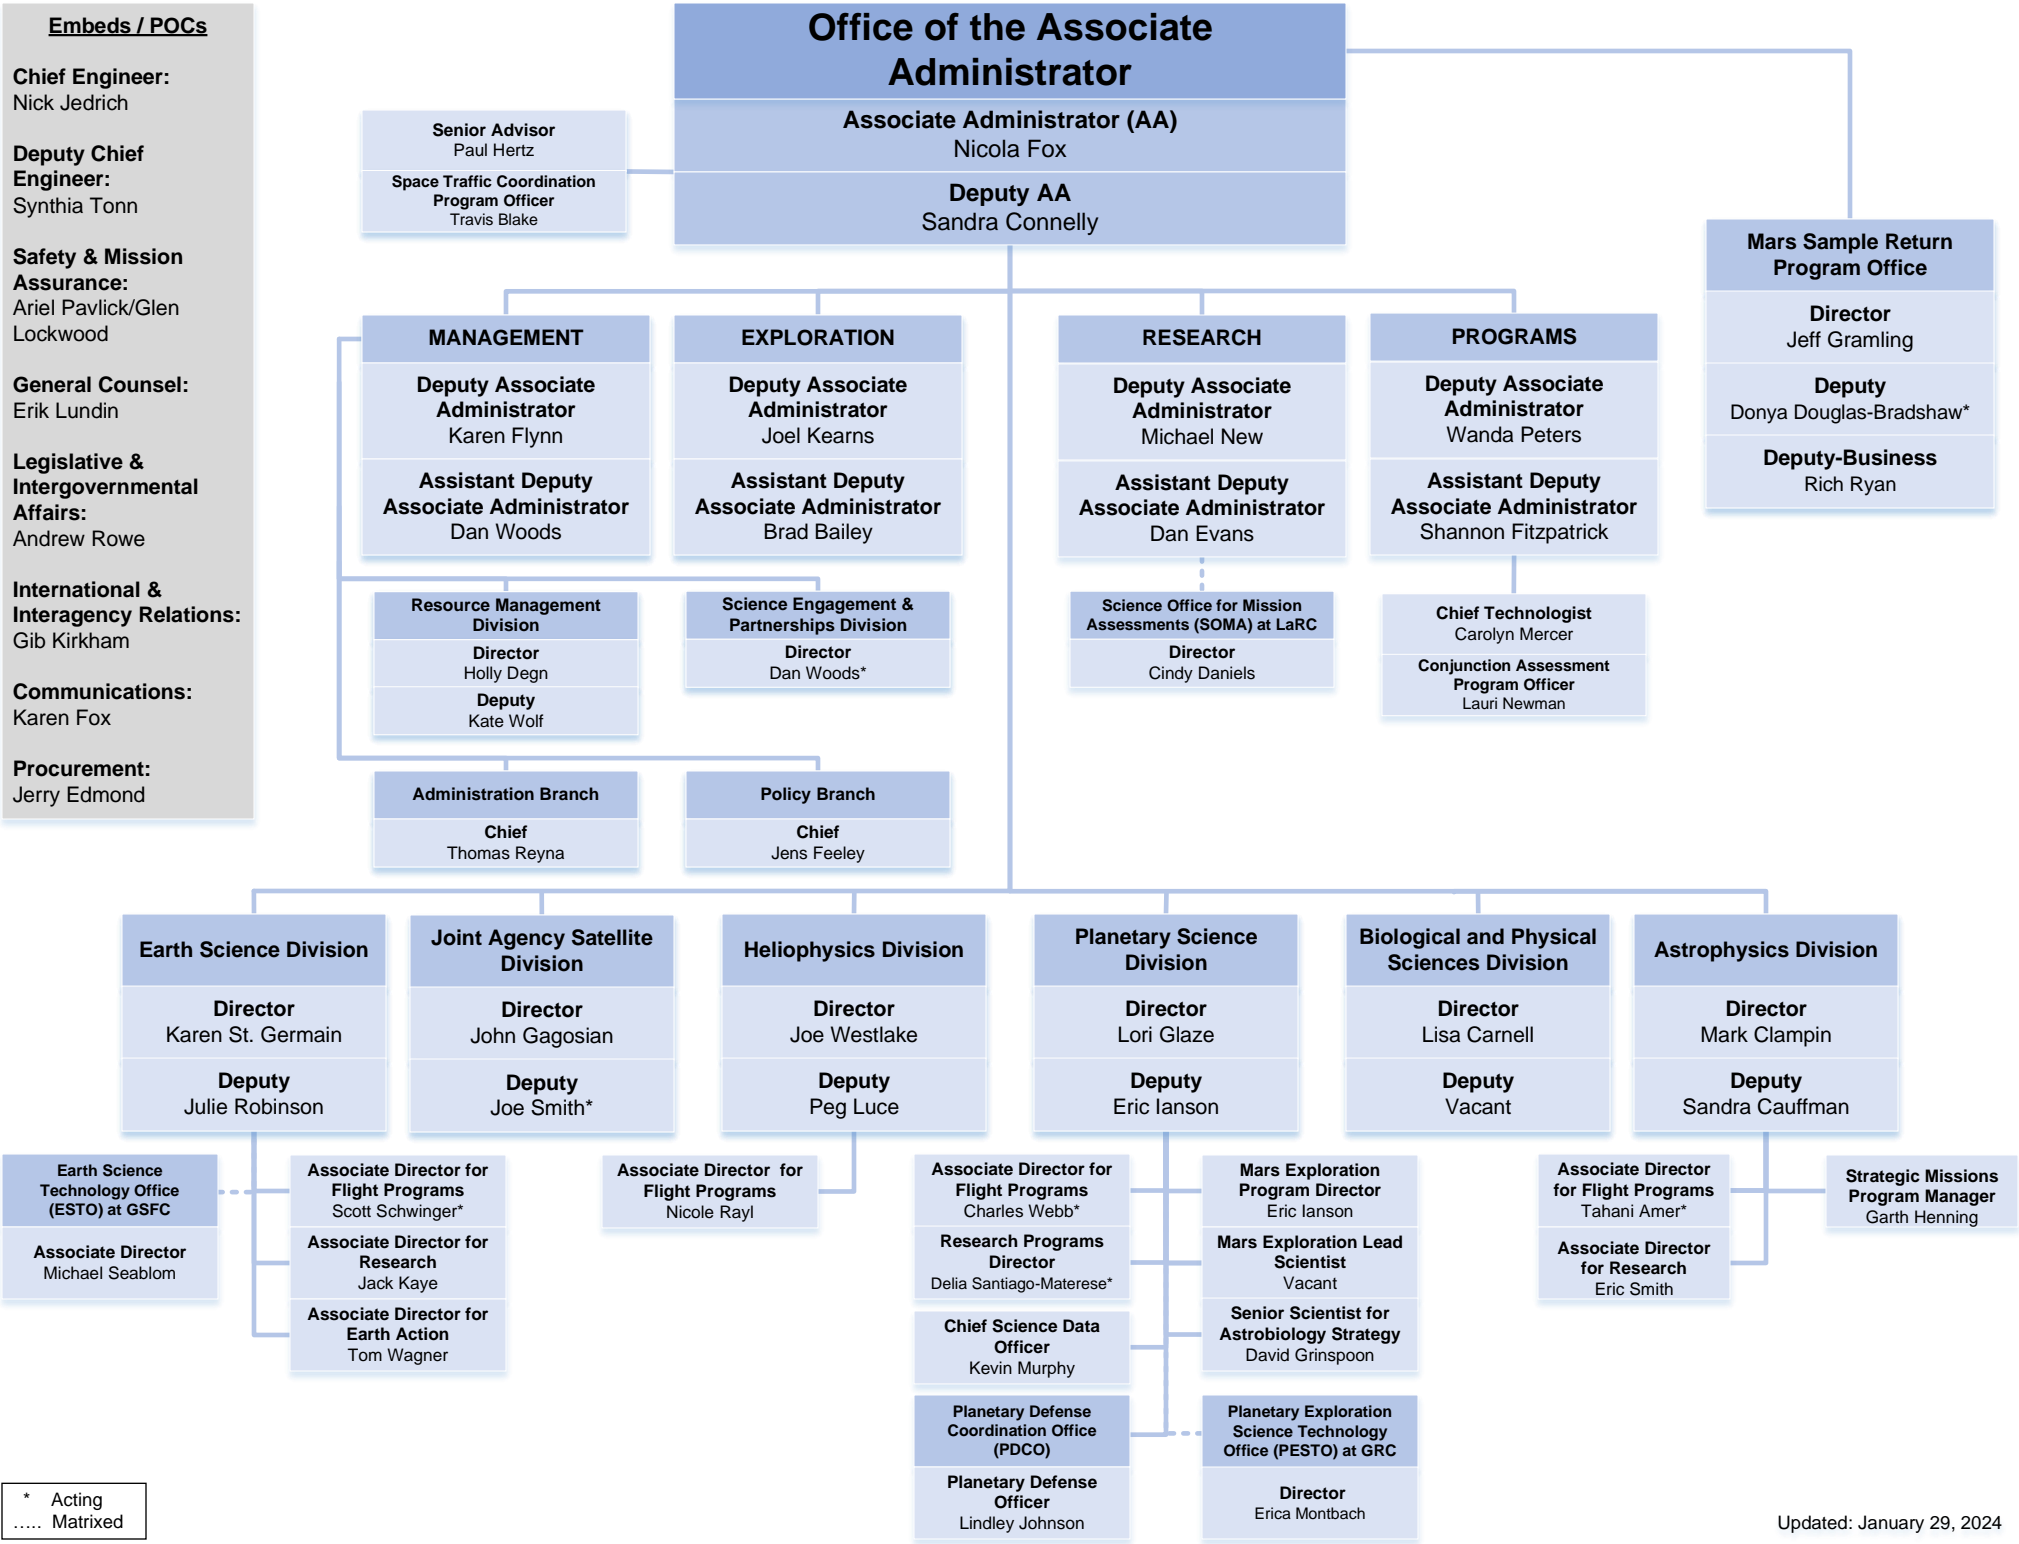 Embeds / POCs
Chief Engineer:
Nick Jedrich
Deputy Chief
Engineer:
Synthia Tonn
Safety & Mission
Assurance:
Ariel Pavlick/Glen
Lockwood
General Counsel:
Erik Lundin
Legislative &
Intergovernmental
Affairs:
Andrew Rowe
International &
Interagency Relations:
Gib Kirkham
Communications:
Karen Fox
Procurement:
Jerry Edmond
Office of the Associate
Administrator
Associate Administrator (AA)
Nicola Fox
Deputy AA
Sandra Connelly
Senior Advisor
Paul Hertz
Space Traffic Coordination
Program Officer
Travis Blake
Mars Sample Return
Program Office
Director
Jeff Gramling
Deputy
Donya Douglas-Bradshaw*
Deputy-Business
Rich Ryan
MANAGEMENT
Deputy Associate
Administrator
Karen Flynn
Assistant Deputy
Associate Administrator
Dan Woods
EXPLORATION
Deputy Associate
Administrator
Joel Kearns
Assistant Deputy
Associate Administrator
Brad Bailey
RESEARCH
Deputy Associate
Administrator
Michael New
Assistant Deputy
Associate Administrator
Dan Evans
PROGRAMS
Deputy Associate
Administrator
Wanda Peters
Assistant Deputy
Associate Administrator
Shannon Fitzpatrick
Resource Management
Division
Director
Holly Degn
Deputy
Kate Wolf
Science Engagement &
Partnerships Division
Director
Dan Woods*
Science Office for Mission
Assessments (SOMA) at LaRC
Director
Cindy Daniels
Chief Technologist
Carolyn Mercer
Conjunction Assessment
Program Officer
Lauri Newman
Administration Branch
Chief
Thomas Reyna
Policy Branch
Chief
Jens Feeley
Earth Science Division
Director
Karen St. Germain
Deputy
Julie Robinson
Joint Agency Satellite
Division
Director
John Gagosian
Deputy
Joe Smith*
Heliophysics Division
Director
Joe Westlake
Deputy
Peg Luce
Planetary Science
Division
Director
Lori Glaze
Deputy
Eric Ianson
Biological and Physical
Sciences Division
Director
Lisa Carnell
Deputy
Vacant
Astrophysics Division
Director
Mark Clampin
Deputy
Sandra Cauffman
Earth Science
Technology Office
(ESTO) at GSFC
Associate Director
Michael Seablom
Associate Director for
Flight Programs
Scott Schwinger*
Associate Director for
Research
Jack Kaye
Associate Director for
Earth Action
Tom Wagner
Associate Director for
Flight Programs
Nicole Rayl
Associate Director for
Flight Programs
Charles Webb*
Research Programs
Director
Delia Santiago-Materese*
Chief Science Data
Officer
Kevin Murphy
Planetary Defense
Coordination Office
(PDCO)
Planetary Defense
Officer
Lindley Johnson
Mars Exploration
Program Director
Eric Ianson
Mars Exploration Lead
Scientist
Vacant
Senior Scientist for
Astrobiology Strategy
David Grinspoon
Planetary Exploration
Science Technology
Office (PESTO) at GRC
Director
Erica Montbach
Associate Director
for Flight Programs
Tahani Amer*
Associate Director
for Research
Eric Smith
Strategic Missions
Program Manager
Garth Henning
* Acting
..... Matrixed
Updated: January 29, 2024